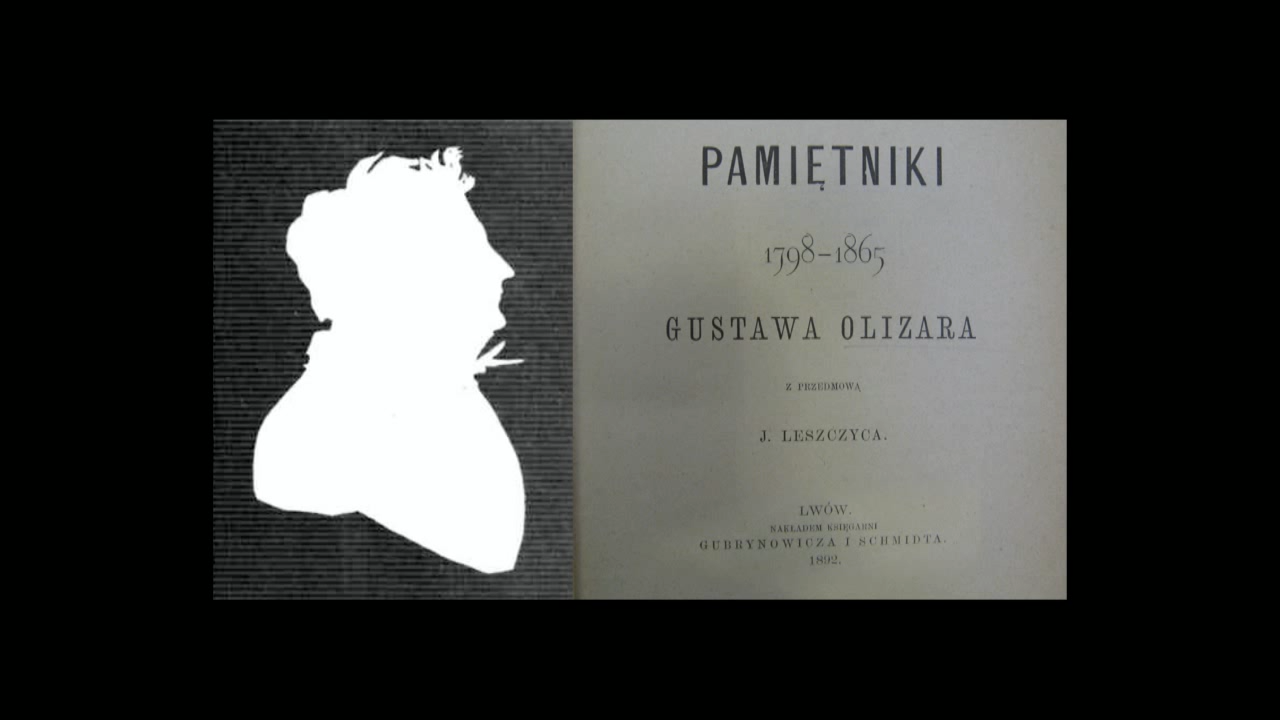 PAMIĘTNIKI
1798–1865
GUSTAWA OLIZARA
Z PRZEDMOWĄ
J. LESZCZYCA.
LWÓW.
NAKŁADEM KSIĘGARNI
GUBRYNOWICZA I SCHMIDTA.
1892.